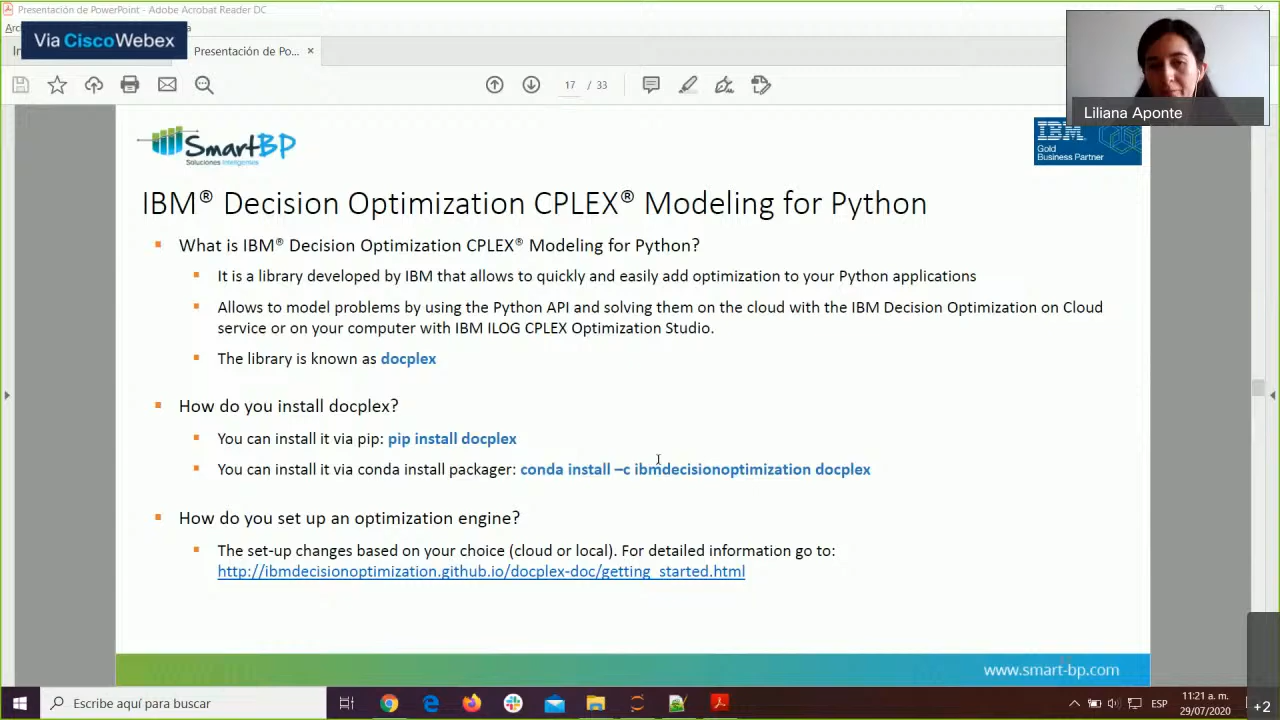 Presentación de PowerPoint - Adobe Acrobat Reader DC
Via Cisco Webex
Presentación de Po... ×
17 / 33
Liliana Aponte
SmartBP
Soluciones Inteligentes
IBM
Gold
Business Partner
IBM® Decision Optimization CPLEX® Modeling for Python
What is IBM® Decision Optimization CPLEX® Modeling for Python?
It is a library developed by IBM that allows to quickly and easily add optimization to your Python applications
Allows to model problems by using the Python API and solving them on the cloud with the IBM Decision Optimization on Cloud
service or on your computer with IBM ILOG CPLEX Optimization Studio.
The library is known as docplex
How do you install docplex?
You can install it via pip: pip install docplex
You can install it via conda install packager: conda install –c ibmdecisionoptimization docplex
How do you set up an optimization engine?
The set-up changes based on your choice (cloud or local). For detailed information go to:
http://ibmdecisionoptimization.github.io/docplex-doc/getting_started.html
www.smart-bp.com
Escribe aquí para buscar
ESP
11:21 a. m.
29/07/2020
+2